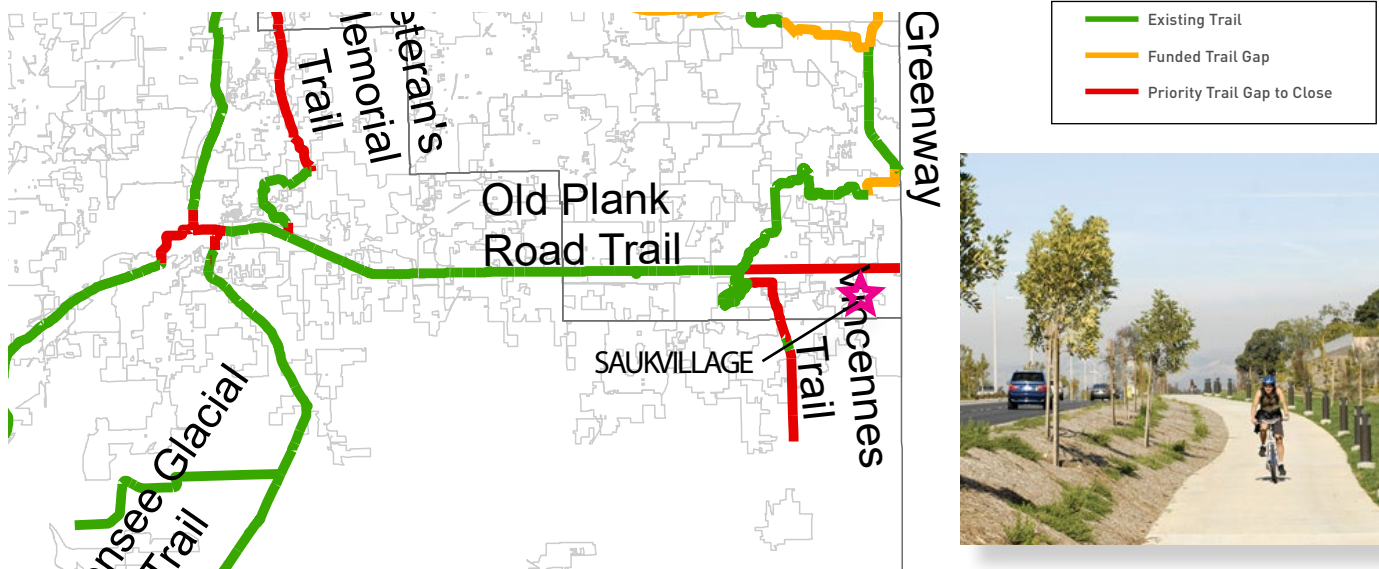 Existing Trail
Funded Trail Gap
Priority Trail Gap to Close
Greenway
Trail
Old Plank
Road Trail
SAUKVILLAGE
Vincennes
Trail
Glacial
Trail